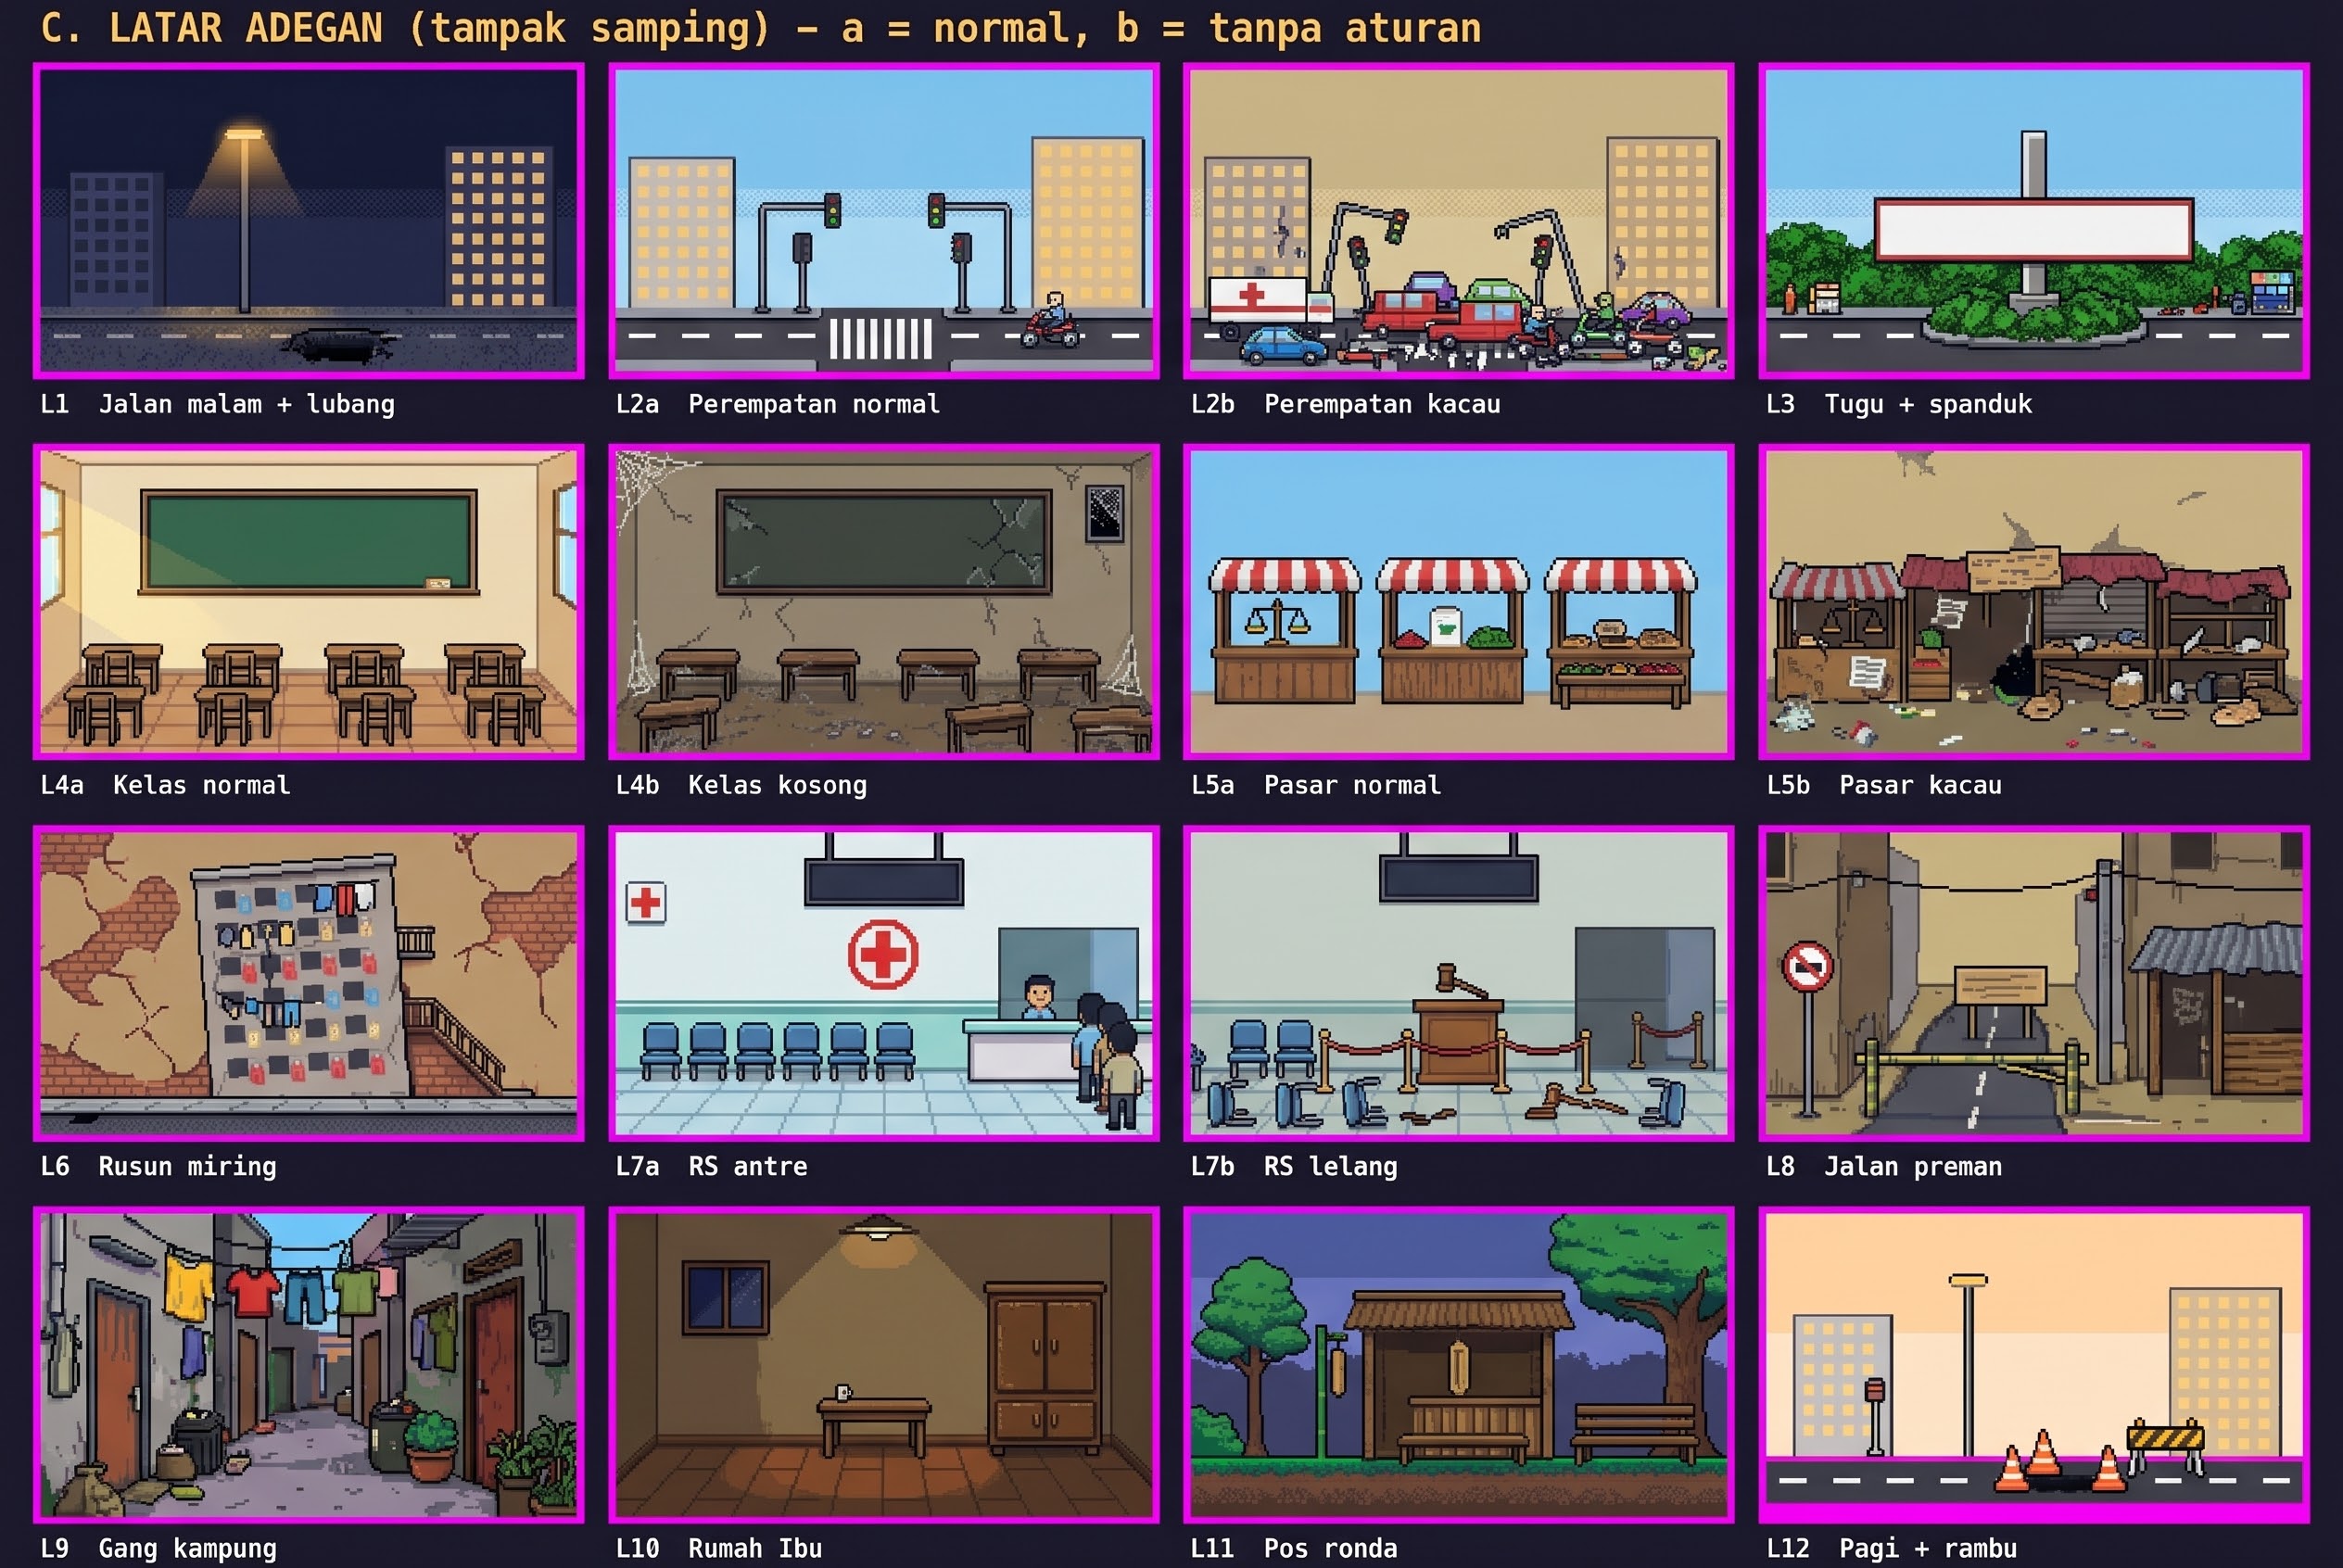 C. LATAR ADEGAN (tampak samping) – a = normal, b = tanpa aturan
L1 Jalan malam + lubang
L2a Perempatan normal
L2b Perempatan kacau
L3 Tugu + spanduk
L4a Kelas normal
L4b Kelas kosong
L5a Pasar normal
L5b Pasar kacau
L6 Rusun miring
L7a RS antre
L7b RS lelang
L8 Jalan preman
L9 Gang kampung
L10 Rumah Ibu
L11 Pos ronda
L12 Pagi + rambu